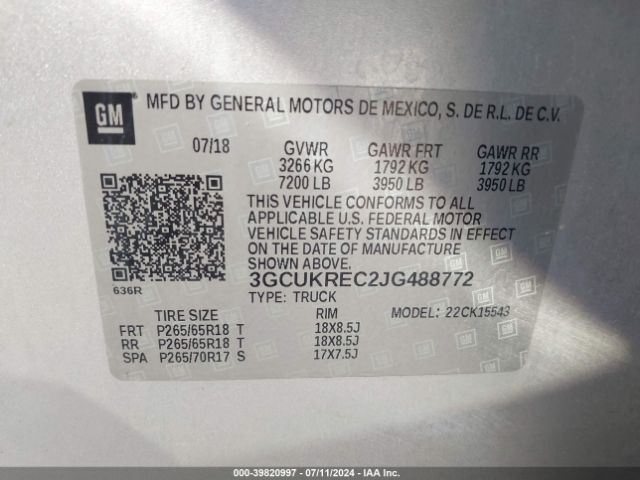 GM MFD BY GENERAL MOTORS DE MEXICO, S. DE R.L. DE C.V.
07/18 GVWR GAWR FRT GAWR RR
3266 KG 1792 KG 1792 KG
7200 LB 3950 LB 3950 LB
THIS VEHICLE CONFORMS TO ALL
APPLICABLE U.S. FEDERAL MOTOR
VEHICLE SAFETY STANDARDS IN EFFECT
ON THE DATE OF MANUFACTURE
SHOWN ABOVE.
3GCUKREC2JG488772
636R
TYPE: TRUCK MODEL: 22CK15543
TIRE SIZE RIM
FRT P265/65R18 T 18X8.5J
RR P265/65R18 T 18X8.5J
SPA P265/70R17 S 17X7.5J
000-39820997 - 07/11/2024 - IAA Inc.